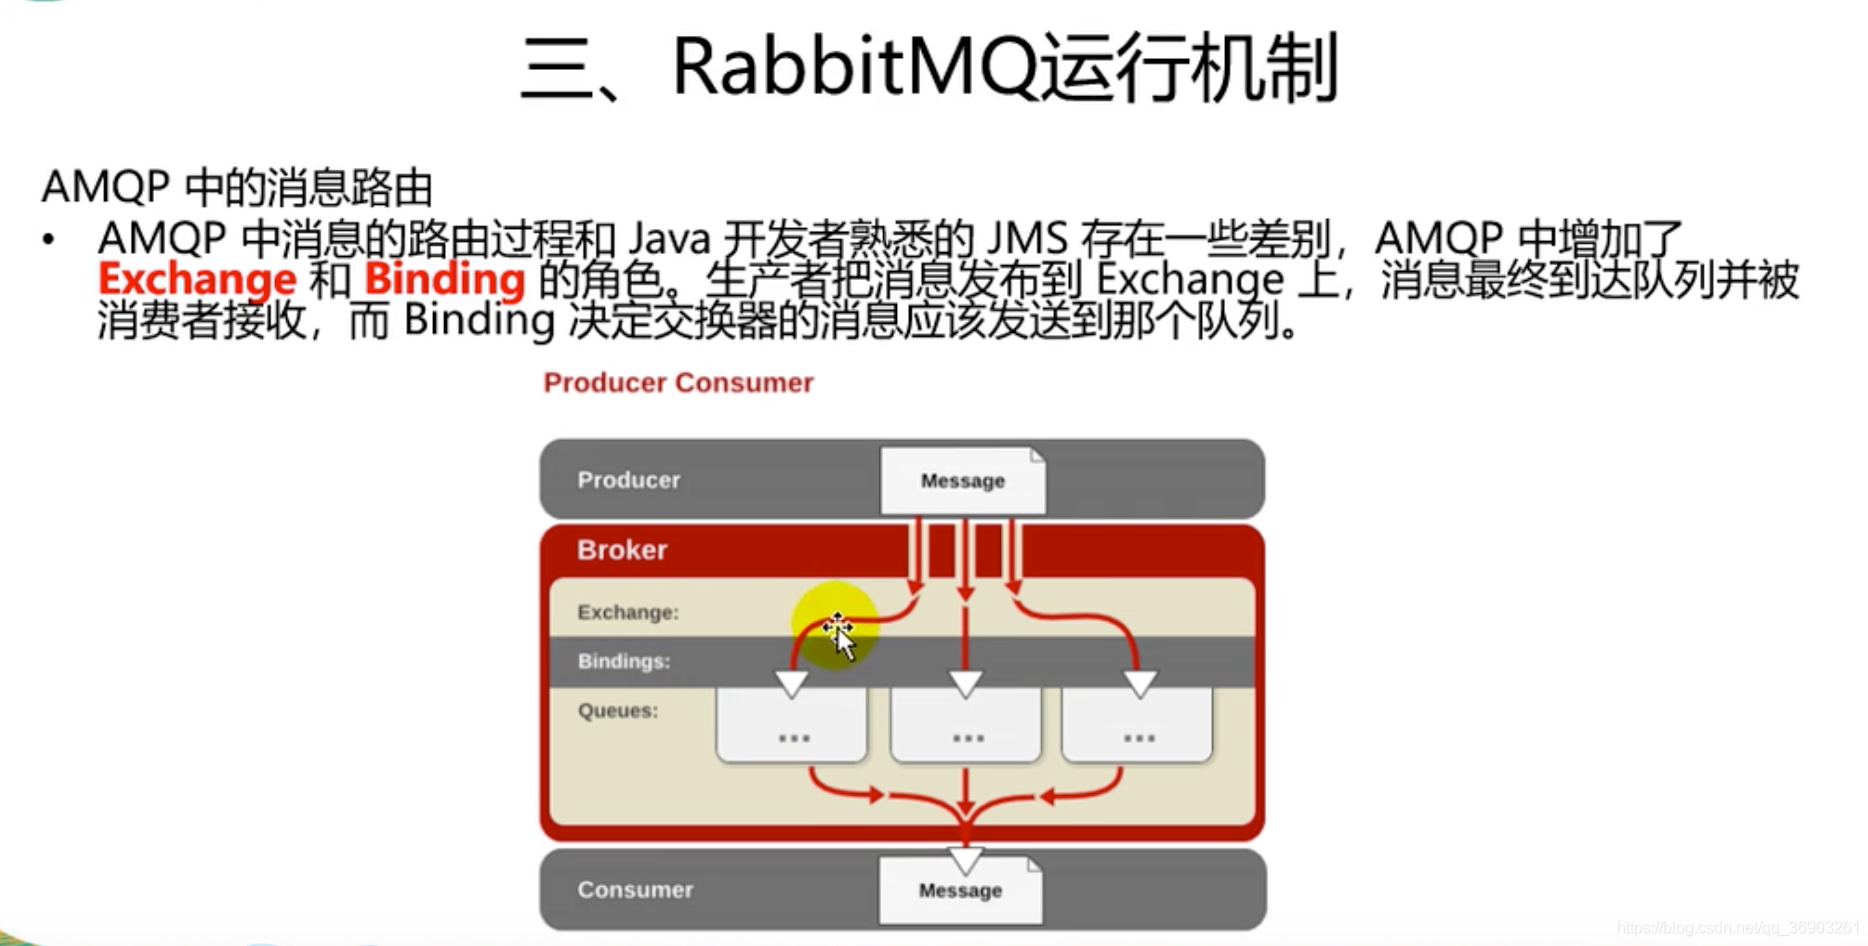 三、RabbitMQ运行机制
AMQP 中的消息路由
• AMQP 中消息的路由过程和 Java 开发者熟悉的 JMS 存在一些差别，AMQP 中增加了
Exchange 和 Binding 的角色。生产者把消息发布到 Exchange 上，消息最终到达队列并被
消费者接收，而 Binding 决定交换器的消息应该发送到那个队列。
Producer Consumer
Producer
Message
Broker
Exchange:
Bindings:
Queues:
... ... ...
Consumer
Message
https://blog.csdn.net/qq_36903261